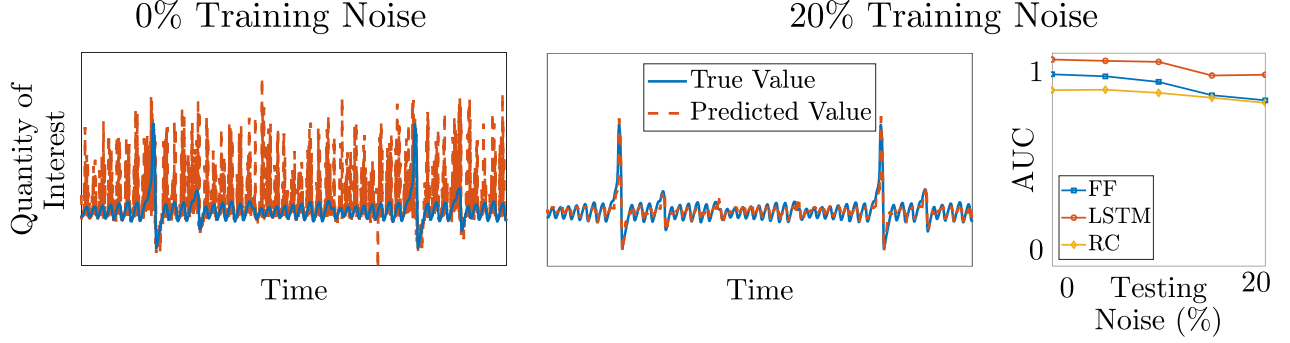 0% Training Noise
Quantity of
Interest
Time
20% Training Noise
True Value
Predicted Value
Time
AUC
1
0
FF
LSTM
RC
0
20
Testing
Noise (%)